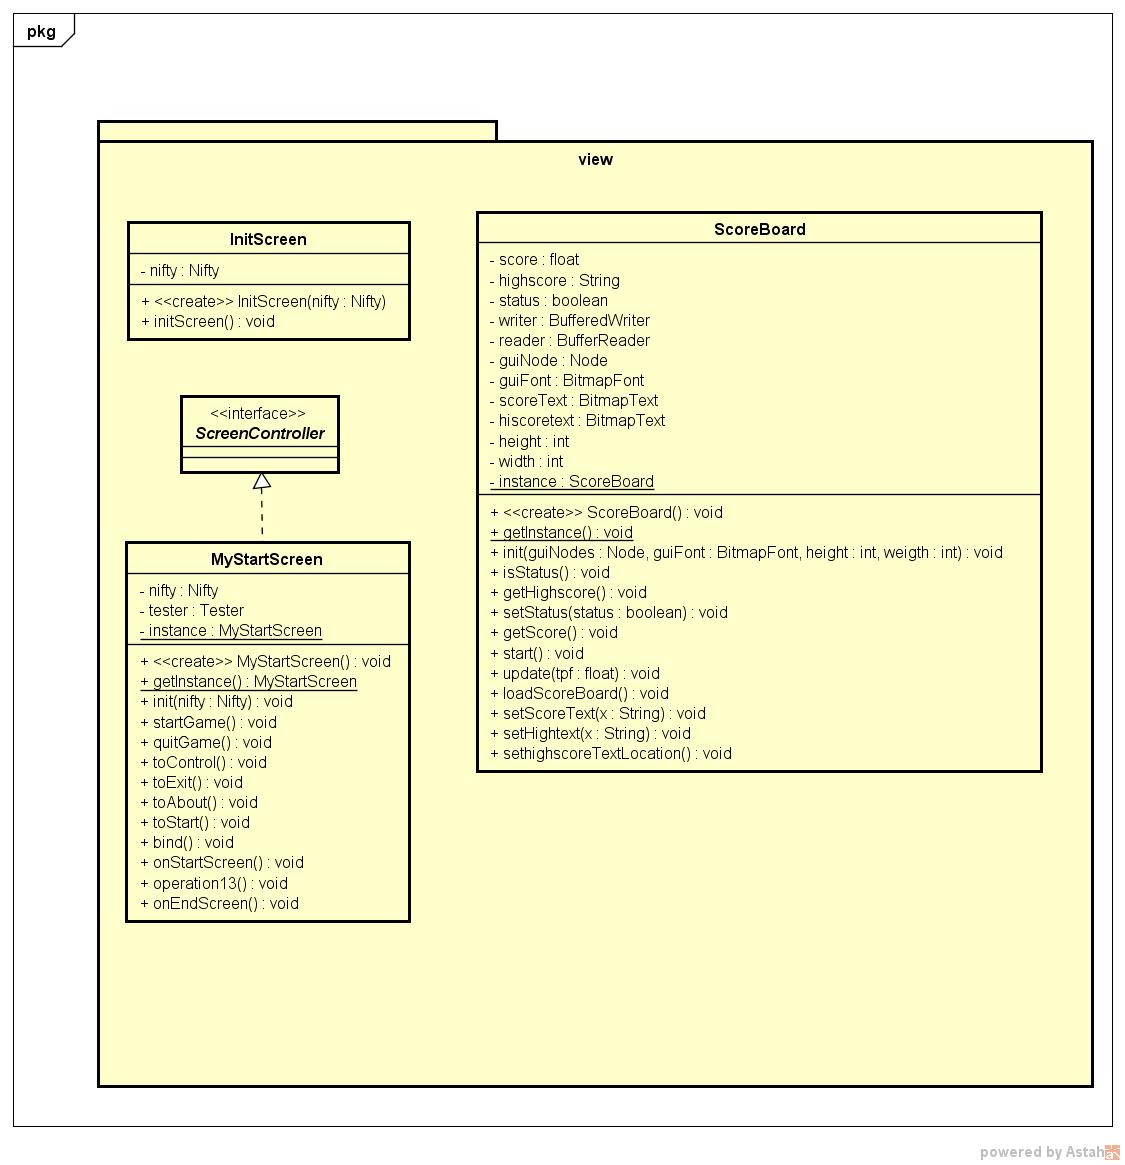 pkg
view
InitScreen
- nifty : Nifty
+ <<create>> InitScreen(nifty : Nifty)
+ initScreen() : void
<<interface>>
ScreenController
MyStartScreen
- nifty : Nifty
- tester : Tester
- instance : MyStartScreen
+ <<create>> MyStartScreen() : void
+ getInstance() : MyStartScreen
+ init(nifty : Nifty) : void
+ startGame() : void
+ quitGame() : void
+ toControl() : void
+ toExit() : void
+ toAbout() : void
+ toStart() : void
+ bind() : void
+ onStartScreen() : void
+ operation13() : void
+ onEndScreen() : void
ScoreBoard
- score : float
- highscore : String
- status : boolean
- writer : BufferedWriter
- reader : BufferReader
- guiNode : Node
- guiFont : BitmapFont
- scoreText : BitmapText
- hiscoretext : BitmapText
- height : int
- width : int
- instance : ScoreBoard
+ <<create>> ScoreBoard() : void
+ getInstance() : void
+ init(guiNodes : Node, guiFont : BitmapFont, height : int, weigth : int) : void
+ isStatus() : void
+ getHighscore() : void
+ setStatus(status : boolean) : void
+ getScore() : void
+ start() : void
+ update(tpf : float) : void
+ loadScoreBoard() : void
+ setScoreText(x : String) : void
+ setHightext(x : String) : void
+ sethighscoreTextLocation() : void
powered by Astah